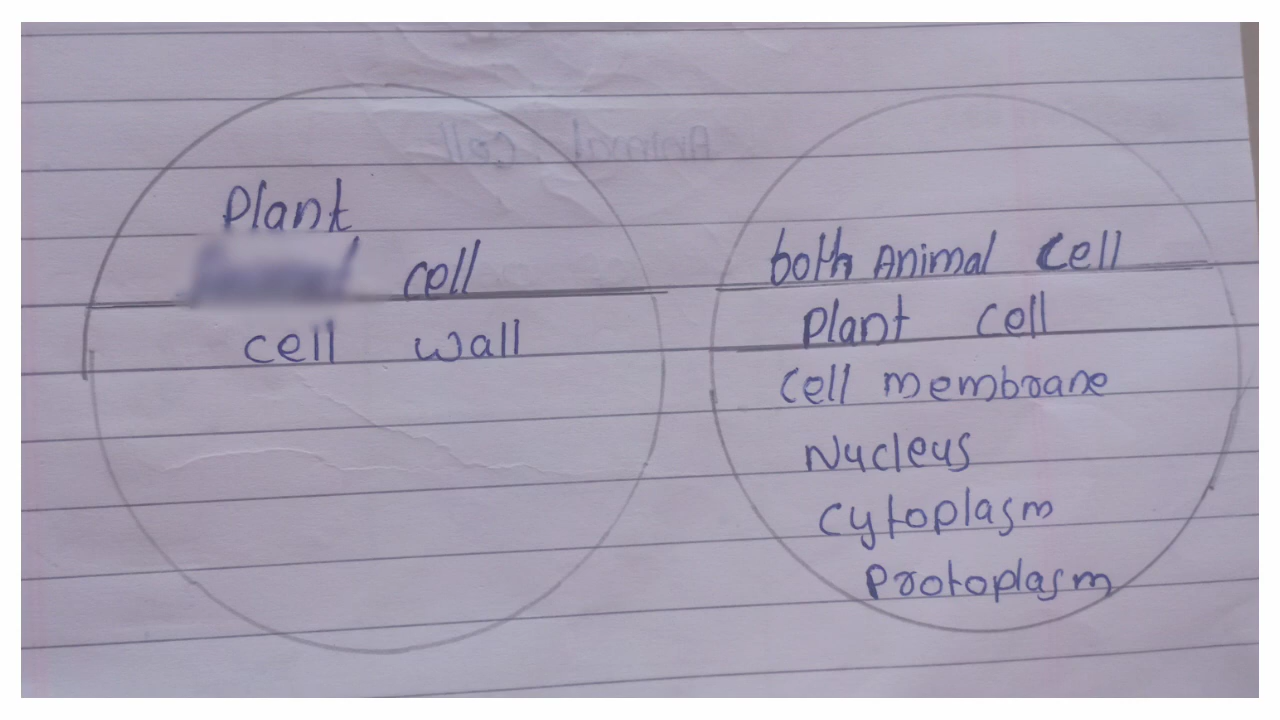 Plant
cell
cell wall
both Animal cell
Plant cell
cell membrane
Nucleus
cytoplasm
Protoplasm